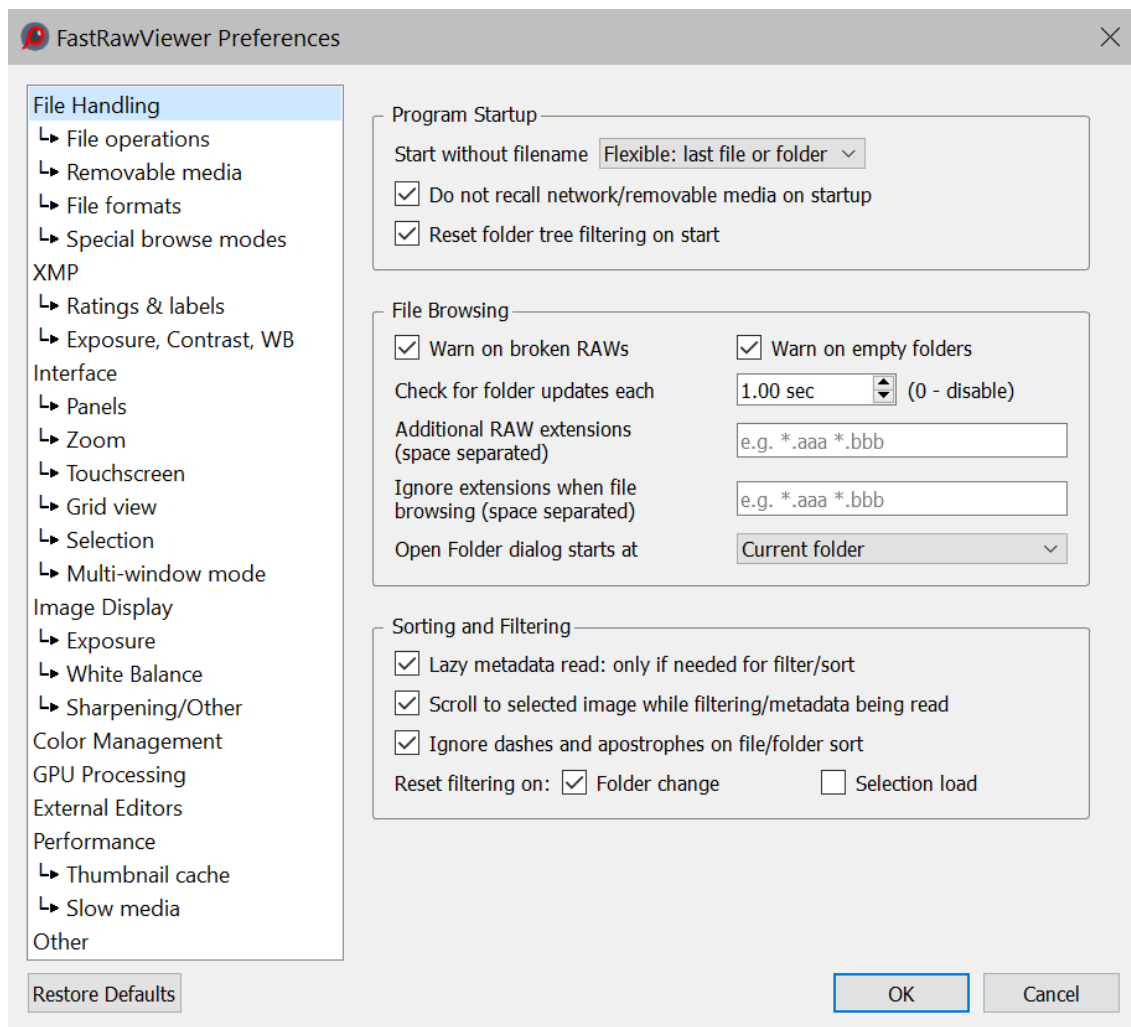 FastRawViewer Preferences
File Handling
File operations
Removable media
File formats
Special browse modes
XMP
Ratings & labels
Exposure, Contrast, WB
Interface
Panels
Zoom
Touchscreen
Grid view
Selection
Multi-window mode
Image Display
Exposure
White Balance
Sharpening/Other
Color Management
GPU Processing
External Editors
Performance
Thumbnail cache
Slow media
Other
Program Startup
Start without filename Flexible: last file or folder
Do not recall network/removable media on startup
Reset folder tree filtering on start
File Browsing
Warn on broken RAWs Warn on empty folders
Check for folder updates each 1.00 sec (0 - disable)
Additional RAW extensions
(space separated) e.g. *.aaa *.bbb
Ignore extensions when file
browsing (space separated) e.g. *.aaa *.bbb
Open Folder dialog starts at Current folder
Sorting and Filtering
Lazy metadata read: only if needed for filter/sort
Scroll to selected image while filtering/metadata being read
Ignore dashes and apostrophes on file/folder sort
Reset filtering on: Folder change Selection load
Restore Defaults OK Cancel